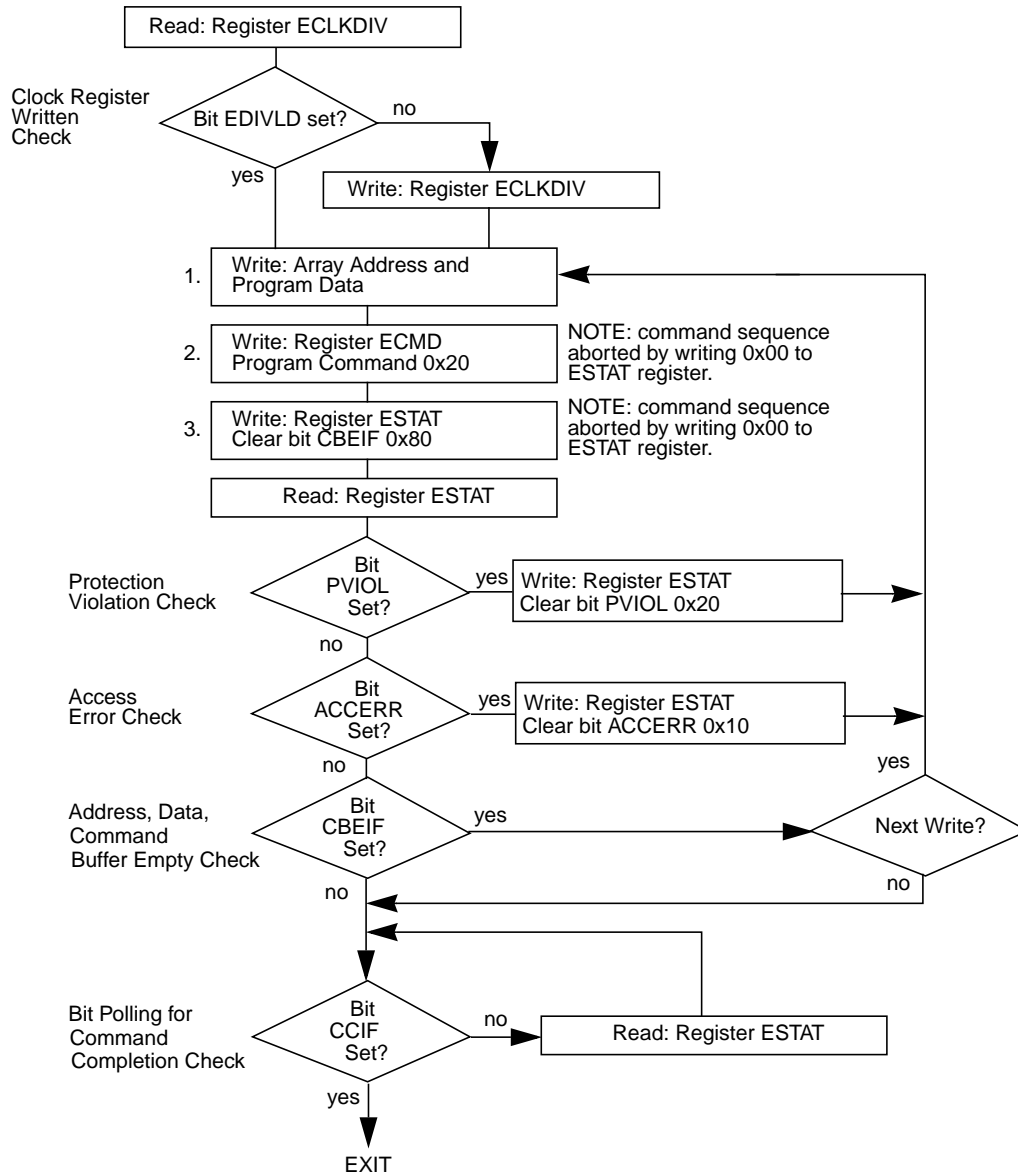 Read: Register ECLKDIV
Clock Register
Written
Check
Bit EDIVLD set?
no
yes
Write: Register ECLKDIV
1.
Write: Array Address and
Program Data
2.
Write: Register ECMD
Program Command 0x20
NOTE: command sequence
aborted by writing 0x00 to
ESTAT register.
3.
Write: Register ESTAT
Clear bit CBEIF 0x80
NOTE: command sequence
aborted by writing 0x00 to
ESTAT register.
Read: Register ESTAT
Protection
Violation Check
Bit
PVIOL
Set?
yes
Write: Register ESTAT
Clear bit PVIOL 0x20
no
Access
Error Check
Bit
ACCERR
Set?
yes
Write: Register ESTAT
Clear bit ACCERR 0x10
no
yes
Address, Data,
Command
Buffer Empty Check
Bit
CBEIF
Set?
yes
Next Write?
no
no
Bit Polling for
Command
Completion Check
Bit
CCIF
Set?
no
Read: Register ESTAT
yes
EXIT